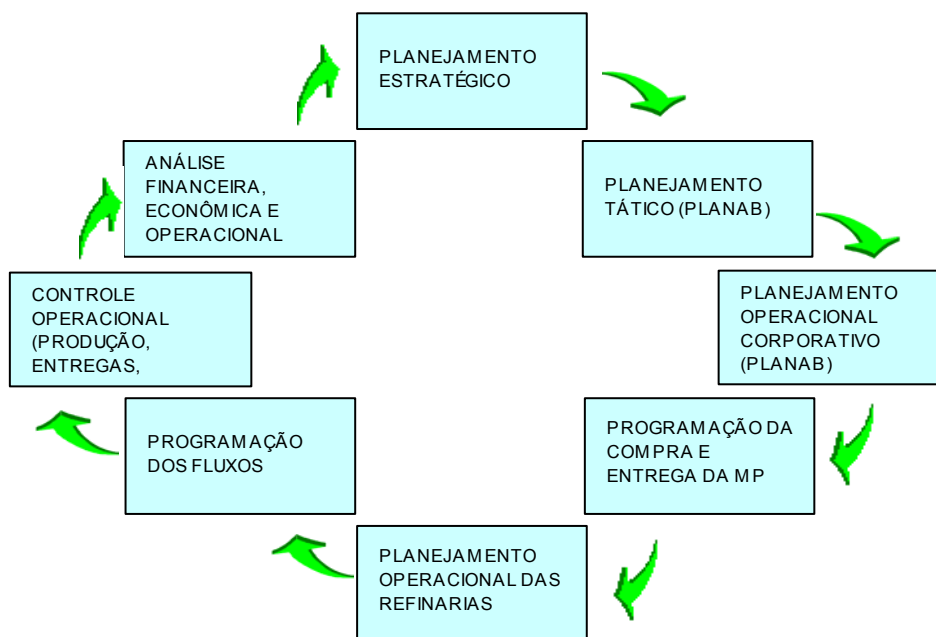 PLANEJAMENTO
ESTRATÉGICO
PLANEJAMENTO
TÁTICO (PLANAB)
PLANEJAMENTO
OPERACIONAL
CORPORATIVO
(PLANAB)
PROGRAMAÇÃO DA
COMPRA E
ENTREGA DA MP
PLANEJAMENTO
OPERACIONAL DAS
REFINARIAS
PROGRAMAÇÃO
DOS FLUXOS
CONTROLE
OPERACIONAL
(PRODUÇÃO,
ENTREGAS,
ANÁLISE
FINANCEIRA,
ECONÔMICA E
OPERACIONAL